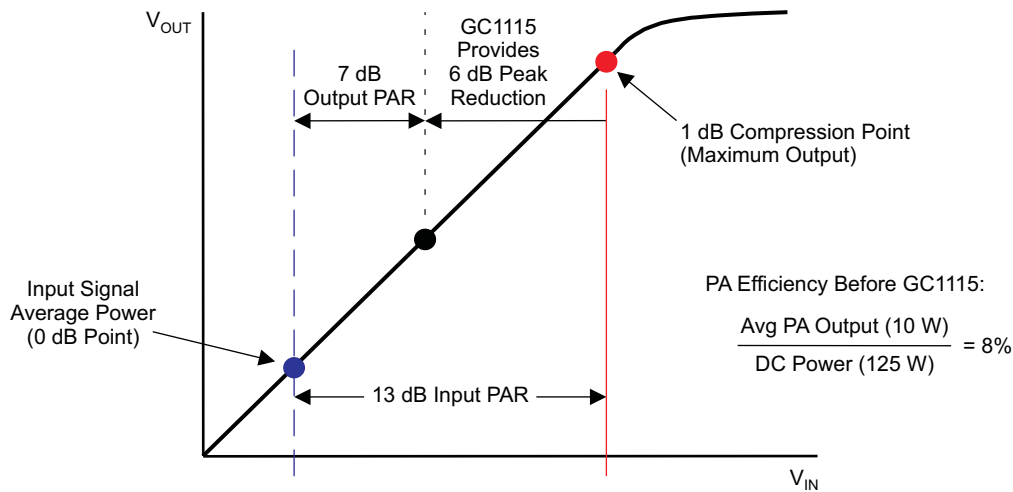 V_OUT
GC1115
Provides
6 dB Peak
Reduction
7 dB
Output PAR
1 dB Compression Point
(Maximum Output)
Input Signal
Average Power
(0 dB Point)
PA Efficiency Before GC1115:
Avg PA Output (10 W)
DC Power (125 W)
= 8%
13 dB Input PAR
V_IN